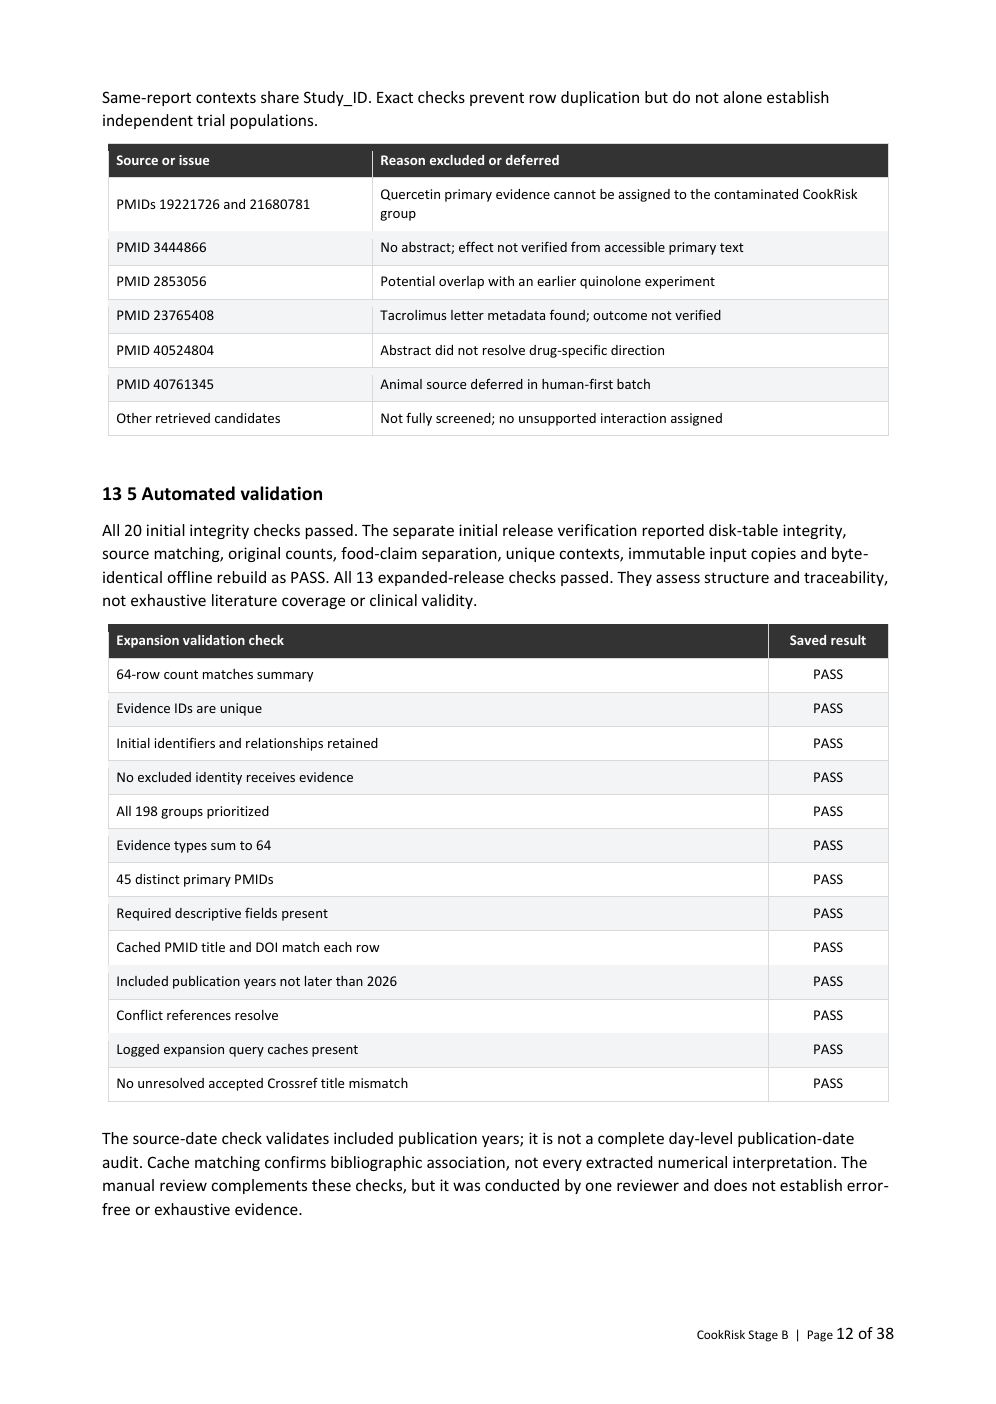 Same-report contexts share Study_ID. Exact checks prevent row duplication but do not alone establish
independent trial populations.
Source or issue Reason excluded or deferred
PMIDs 19221726 and 21680781 Quercetin primary evidence cannot be assigned to the contaminated CookRisk
group
PMID 3444866 No abstract; effect not verified from accessible primary text
PMID 2853056 Potential overlap with an earlier quinolone experiment
PMID 23765408 Tacrolimus letter metadata found; outcome not verified
PMID 40524804 Abstract did not resolve drug-specific direction
PMID 40761345 Animal source deferred in human-first batch
Other retrieved candidates Not fully screened; no unsupported interaction assigned
13 5 Automated validation
All 20 initial integrity checks passed. The separate initial release verification reported disk-table integrity,
source matching, original counts, food-claim separation, unique contexts, immutable input copies and byte-
identical offline rebuild as PASS. All 13 expanded-release checks passed. They assess structure and traceability,
not exhaustive literature coverage or clinical validity.
Expansion validation check Saved result
64-row count matches summary PASS
Evidence IDs are unique PASS
Initial identifiers and relationships retained PASS
No excluded identity receives evidence PASS
All 198 groups prioritized PASS
Evidence types sum to 64 PASS
45 distinct primary PMIDs PASS
Required descriptive fields present PASS
Cached PMID title and DOI match each row PASS
Included publication years not later than 2026 PASS
Conflict references resolve PASS
Logged expansion query caches present PASS
No unresolved accepted Crossref title mismatch PASS
The source-date check validates included publication years; it is not a complete day-level publication-date
audit. Cache matching confirms bibliographic association, not every extracted numerical interpretation. The
manual review complements these checks, but it was conducted by one reviewer and does not establish error-
free or exhaustive evidence.
CookRisk Stage B | Page 12 of 38